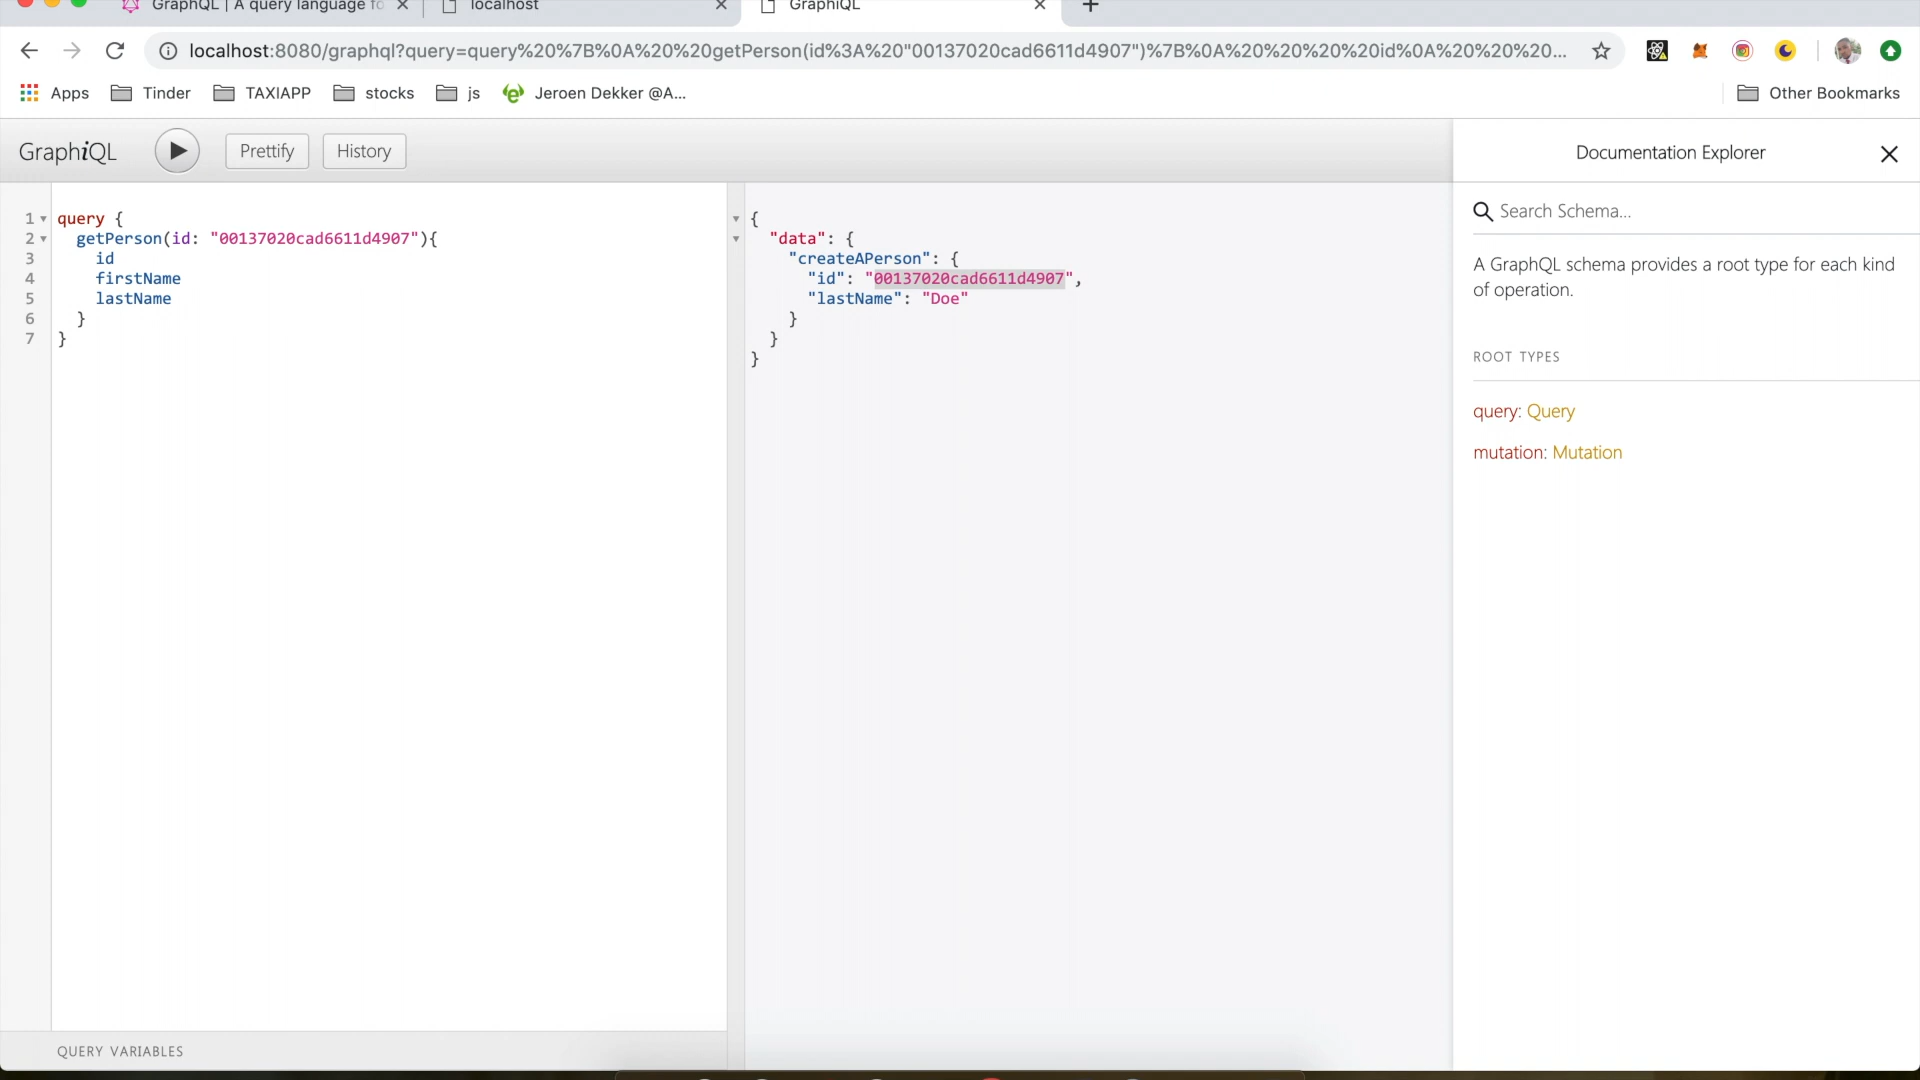 GraphQL | A query language fo
localhost
GraphiQL
localhost:8080/graphql?query=query%20%7B%0A%20%20getPerson(id%3A%20"00137020cad6611d4907")%7B%0A%20%20%20%20id%0A%20%20%20...
Apps
Tinder
TAXIAPP
stocks
js
Jeroen Dekker @A...
Other Bookmarks
GraphiQL
Prettify
History
Documentation Explorer
1 query {
2 getPerson(id: "00137020cad6611d4907"){
3 id
4 firstName
5 lastName
6 }
7 }
{
"data": {
"createAPerson": {
"id": "00137020cad6611d4907",
"lastName": "Doe"
}
}
}
Search Schema...
A GraphQL schema provides a root type for each kind
of operation.
ROOT TYPES
query: Query
mutation: Mutation
QUERY VARIABLES